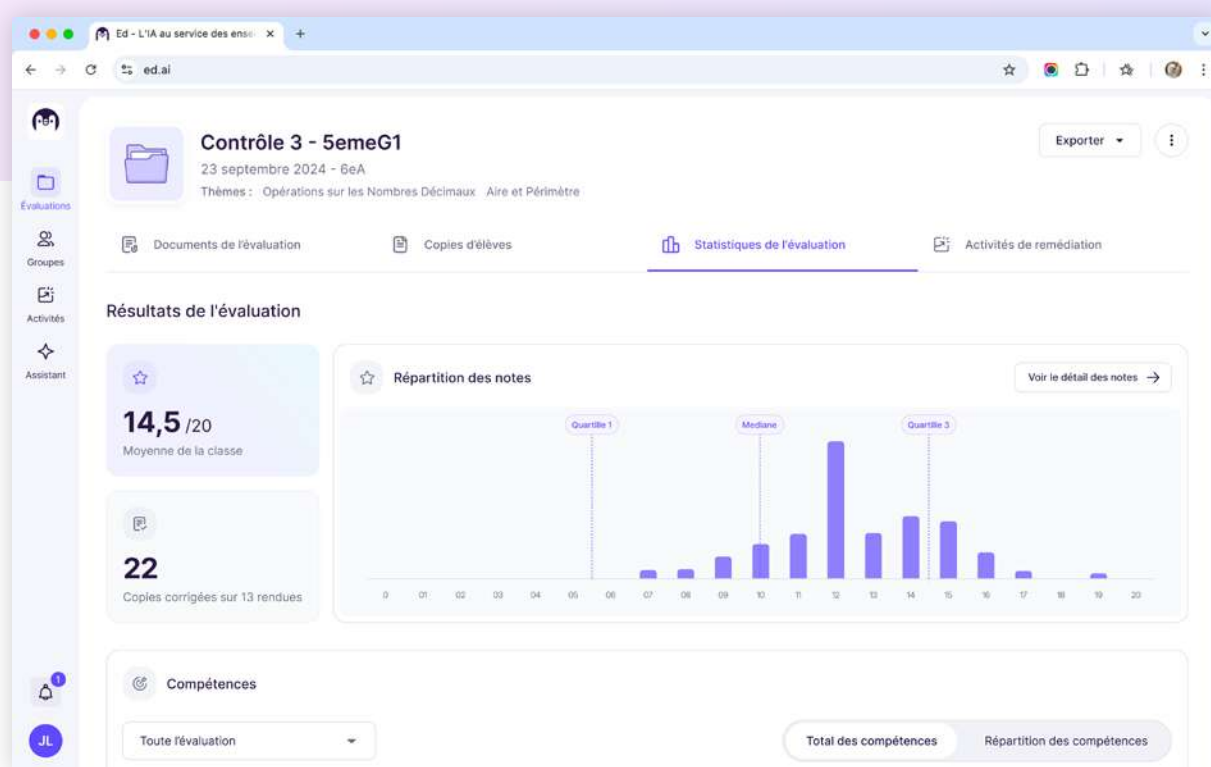 Ed - L'IA au service des ense
ed.ai
Contrôle 3 - 5emeG1
Exporter
23 septembre 2024 - 6eA
Thèmes : Opérations sur les Nombres Décimaux Aire et Périmètre
Évaluations
Groupes
Activités
Assistant
Documents de l'évaluation
Copies d'élèves
Statistiques de l'évaluation
Activités de remédiation
Résultats de l'évaluation
14,5 /20
Moyenne de la classe
22
Copies corrigées sur 13 rendues
Répartition des notes
Voir le détail des notes
Quartille 1
Mediane
Quartille 3
0 01 02 03 04 05 06 07 08 09 10 11 12 13 14 15 16 17 18 19 20
Compétences
Toute l'évaluation
Total des compétences
Répartition des compétences
1
JL